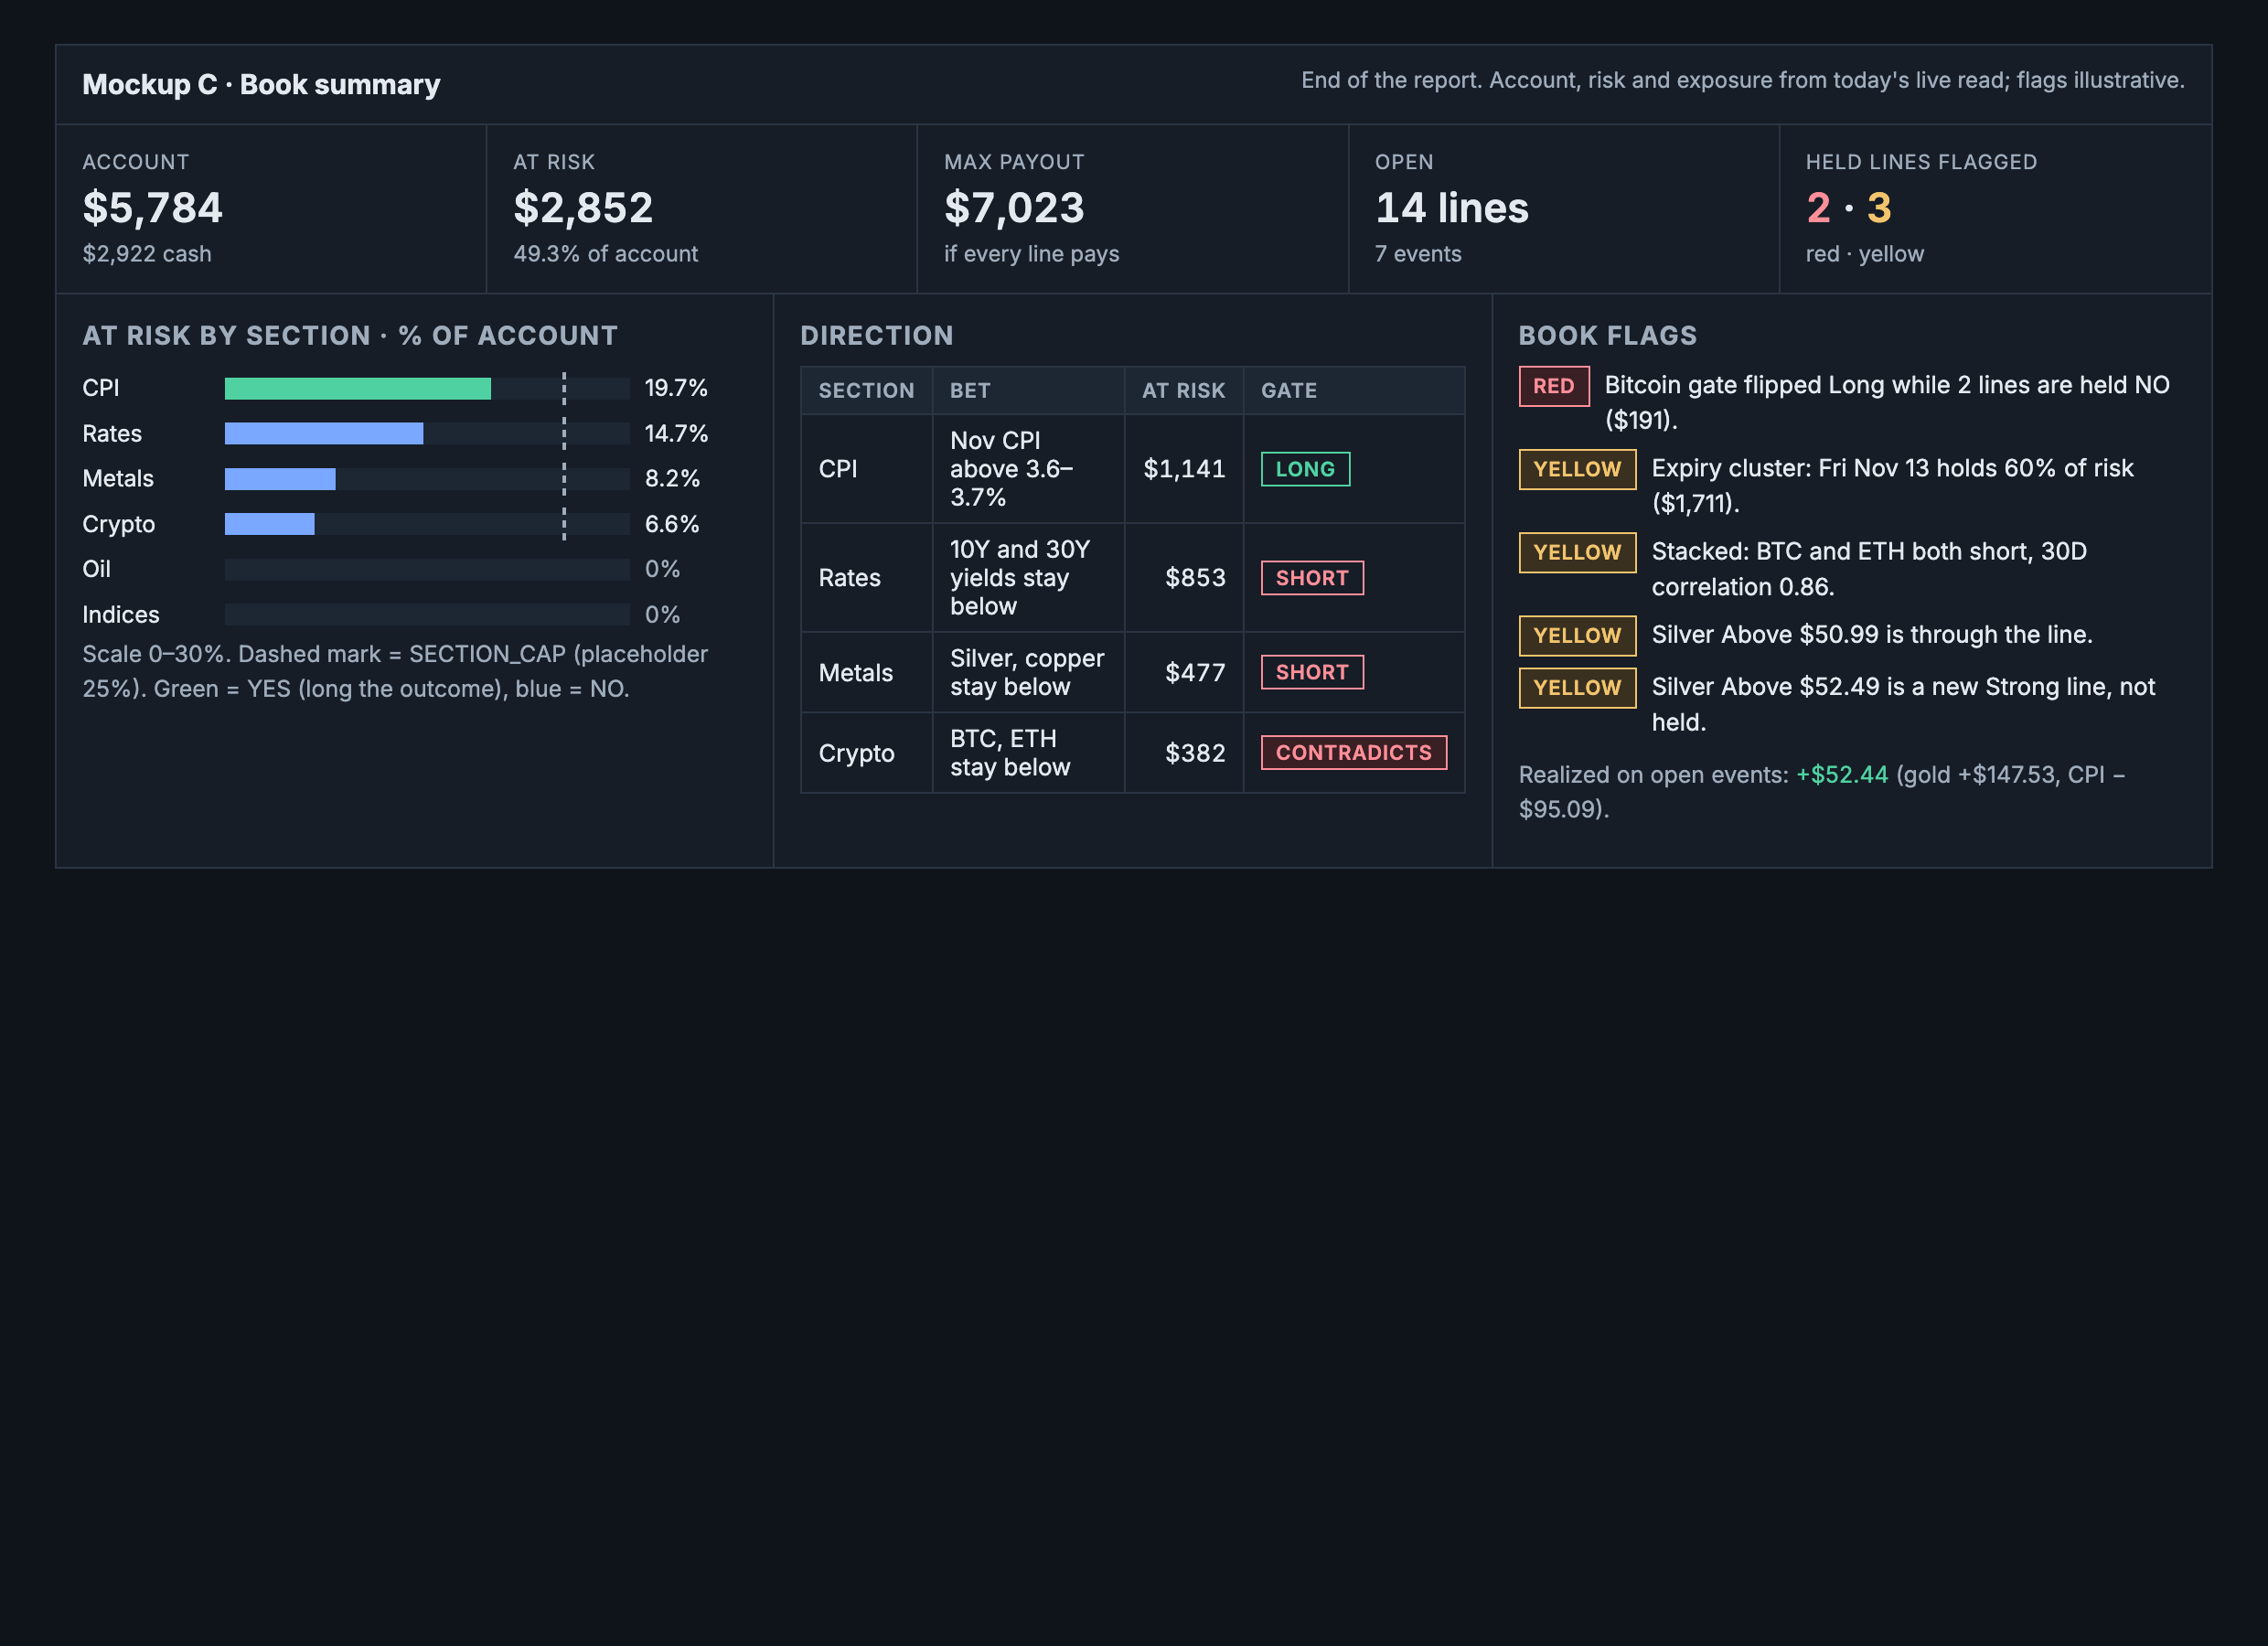 Mockup C · Book summary
End of the report. Account, risk and exposure from today's live read; flags illustrative.
ACCOUNT
$5,784
$2,922 cash
AT RISK
$2,852
49.3% of account
MAX PAYOUT
$7,023
if every line pays
OPEN
14 lines
7 events
HELD LINES FLAGGED
2 · 3
red · yellow
AT RISK BY SECTION · % OF ACCOUNT
CPI 19.7%
Rates 14.7%
Metals 8.2%
Crypto 6.6%
Oil 0%
Indices 0%
Scale 0–30%. Dashed mark = SECTION_CAP (placeholder
25%). Green = YES (long the outcome), blue = NO.
DIRECTION
SECTION BET AT RISK GATE
CPI
Nov CPI
above 3.6–
3.7%
$1,141
LONG
Rates
10Y and 30Y
yields stay
below
$853
SHORT
Metals
Silver, copper
stay below
$477
SHORT
Crypto
BTC, ETH
stay below
$382
CONTRADICTS
BOOK FLAGS
RED Bitcoin gate flipped Long while 2 lines are held NO
($191).
YELLOW Expiry cluster: Fri Nov 13 holds 60% of risk
($1,711).
YELLOW Stacked: BTC and ETH both short, 30D
correlation 0.86.
YELLOW Silver Above $50.99 is through the line.
YELLOW Silver Above $52.49 is a new Strong line, not
held.
Realized on open events: +$52.44 (gold +$147.53, CPI –
$95.09).